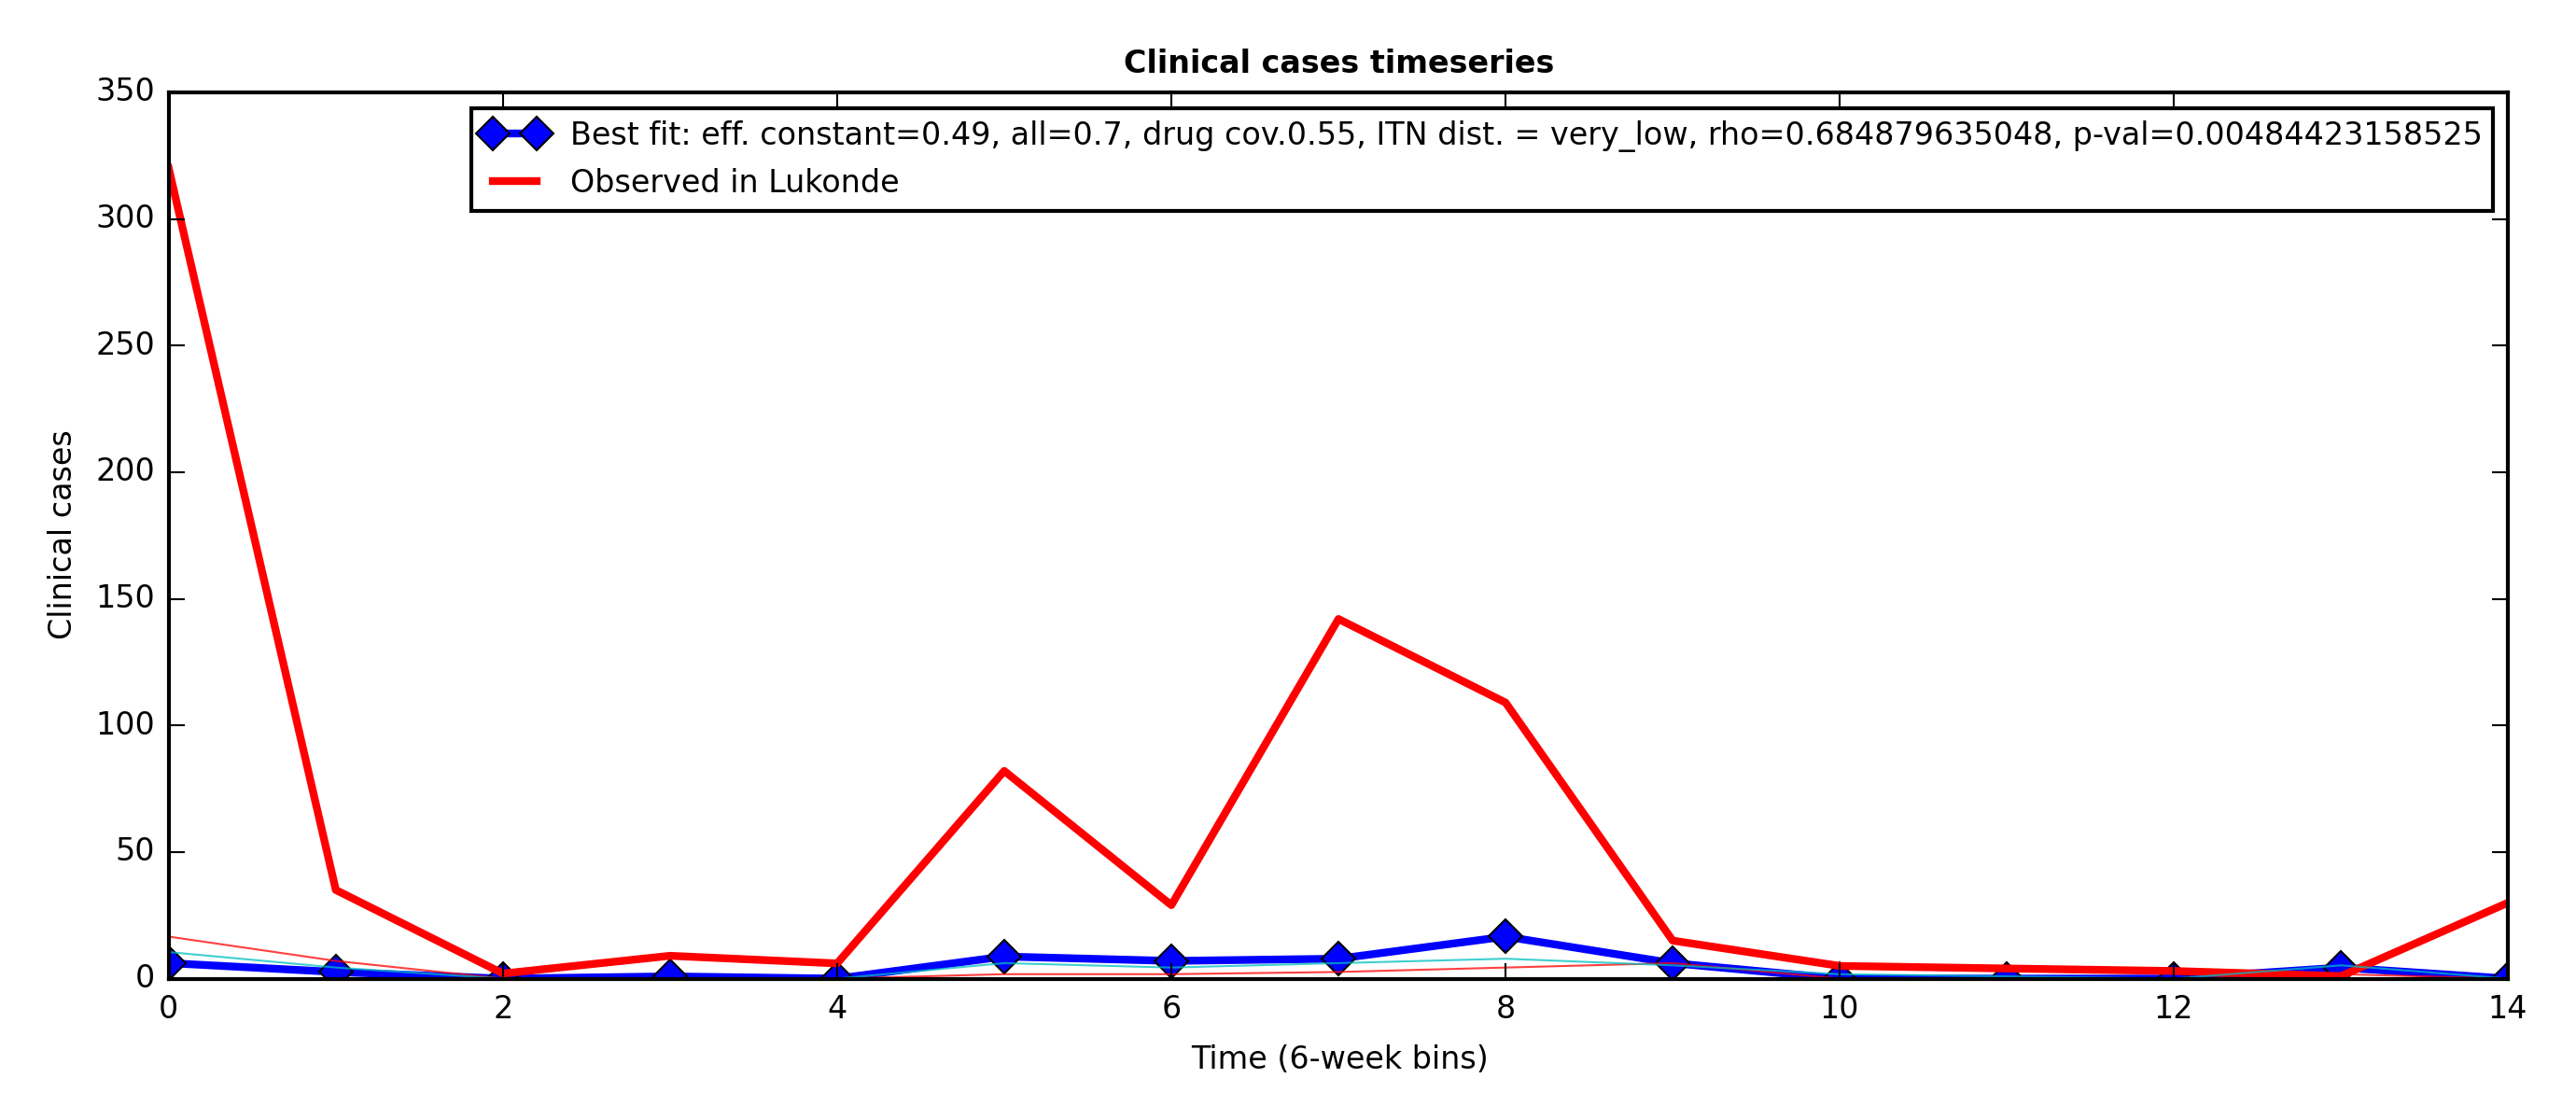 Clinical cases timeseries
350
300
250
200
150
100
50
0
Clinical cases
Best fit: eff. constant=0.49, all=0.7, drug cov.0.55, ITN dist. = very_low, rho=0.684879635048, p-val=0.00484423158525
Observed in Lukonde
0 2 4 6 8 10 12 14
Time (6-week bins)